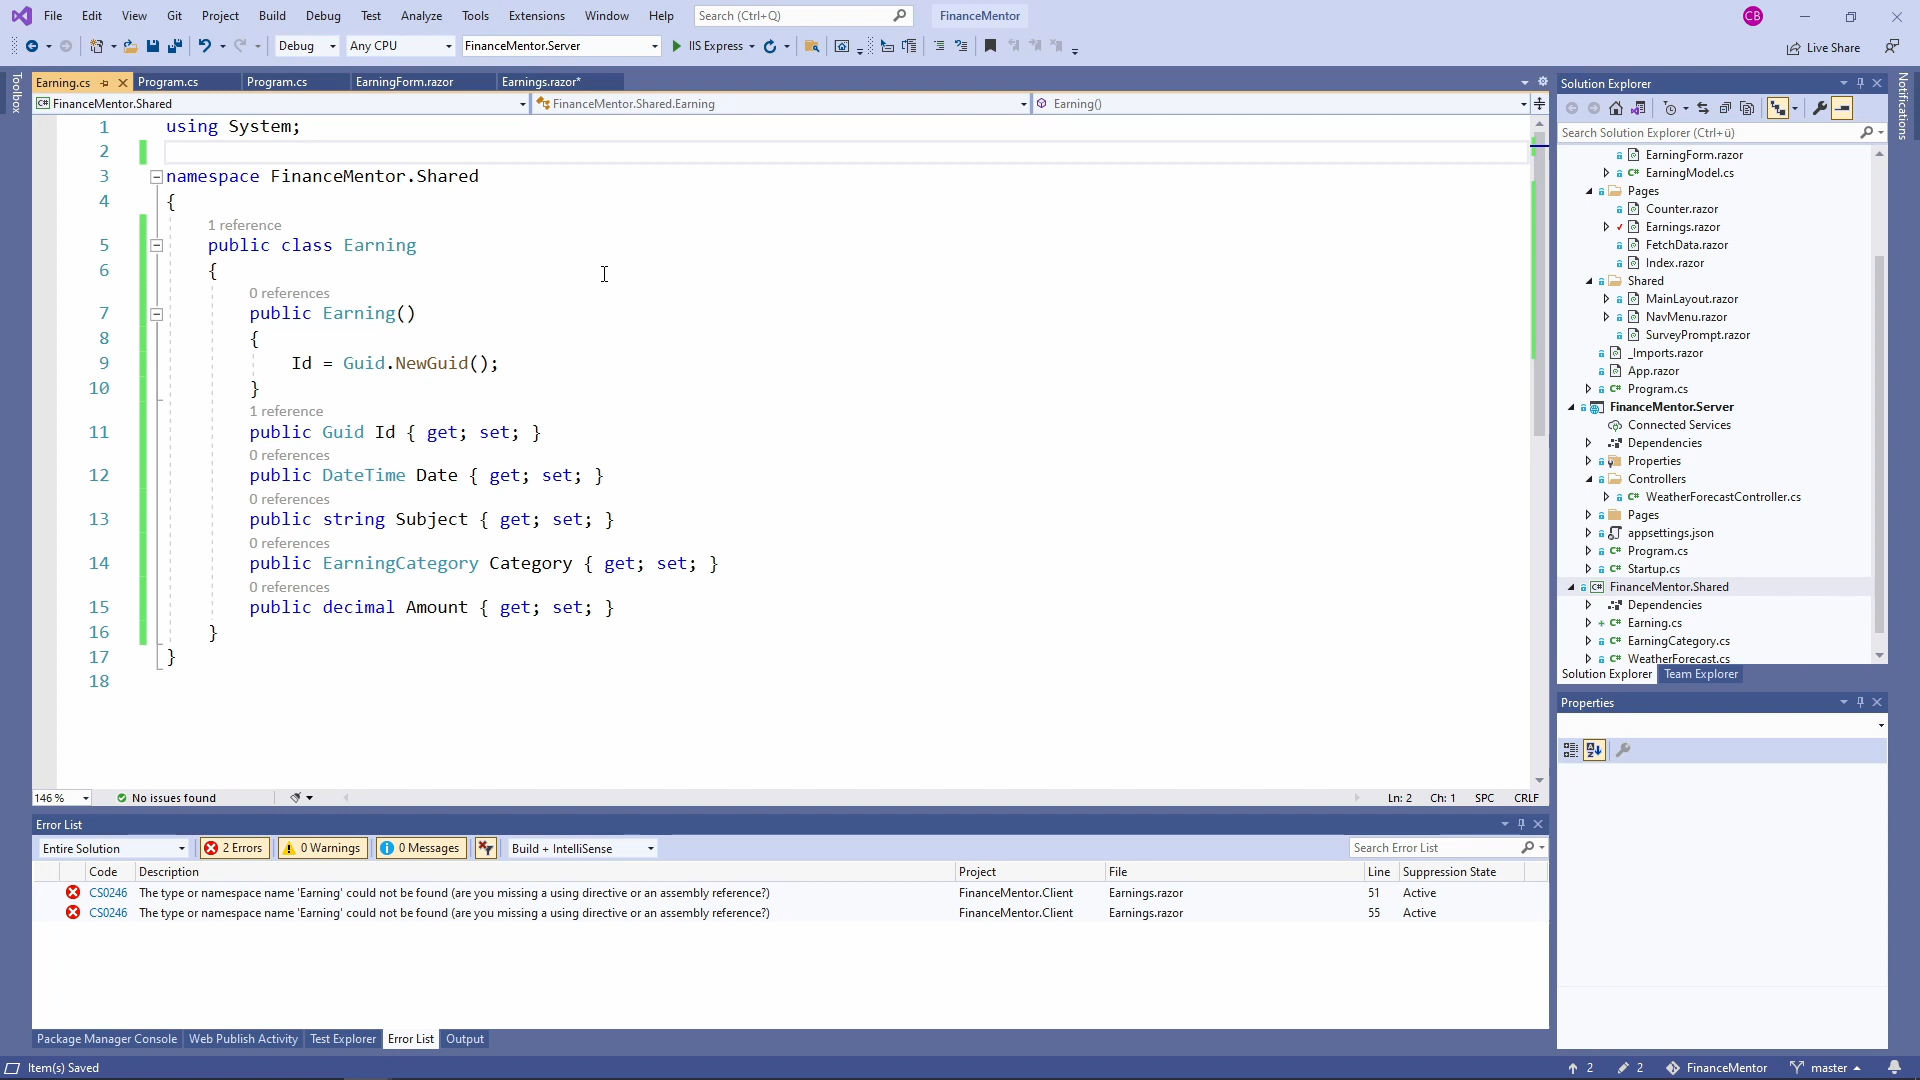 File Edit View Git Project Build Debug Test Analyze Tools Extensions Window Help Search (Ctrl+Q) FinanceMentor CB
Debug Any CPU FinanceMentor.Server IIS Express Live Share
Toolbox
Earning.cs Program.cs Program.cs EarningForm.razor Earnings.razor*
FinanceMentor.Shared FinanceMentor.Shared.Earning Earning()
1 using System;
2
3 namespace FinanceMentor.Shared
4 {
1 reference
5 public class Earning
6 {
0 references
7 public Earning()
8 {
9 Id = Guid.NewGuid();
10 }
1 reference
11 public Guid Id { get; set; }
0 references
12 public DateTime Date { get; set; }
0 references
13 public string Subject { get; set; }
0 references
14 public EarningCategory Category { get; set; }
0 references
15 public decimal Amount { get; set; }
16 }
17 }
18
146 % No issues found Ln: 2 Ch: 1 SPC CRLF
Error List
Entire Solution 2 Errors 0 Warnings 0 Messages Build + IntelliSense Search Error List
Code Description Project File Line Suppression State
CS0246 The type or namespace name 'Earning' could not be found (are you missing a using directive or an assembly reference?) FinanceMentor.Client Earnings.razor 51 Active
CS0246 The type or namespace name 'Earning' could not be found (are you missing a using directive or an assembly reference?) FinanceMentor.Client Earnings.razor 55 Active
Package Manager Console Web Publish Activity Test Explorer Error List Output
Solution Explorer
Search Solution Explorer (Ctrl+ü)
EarningForm.razor
C# EarningModel.cs
Pages
Counter.razor
Earnings.razor
FetchData.razor
Index.razor
Shared
MainLayout.razor
NavMenu.razor
SurveyPrompt.razor
_Imports.razor
App.razor
C# Program.cs
FinanceMentor.Server
Connected Services
Dependencies
Properties
Controllers
C# WeatherForecastController.cs
Pages
appsettings.json
C# Program.cs
C# Startup.cs
C# FinanceMentor.Shared
Dependencies
C# Earning.cs
C# EarningCategory.cs
C# WeatherForecast.cs
Solution Explorer Team Explorer
Properties
Notifications
Item(s) Saved 2 2 FinanceMentor master